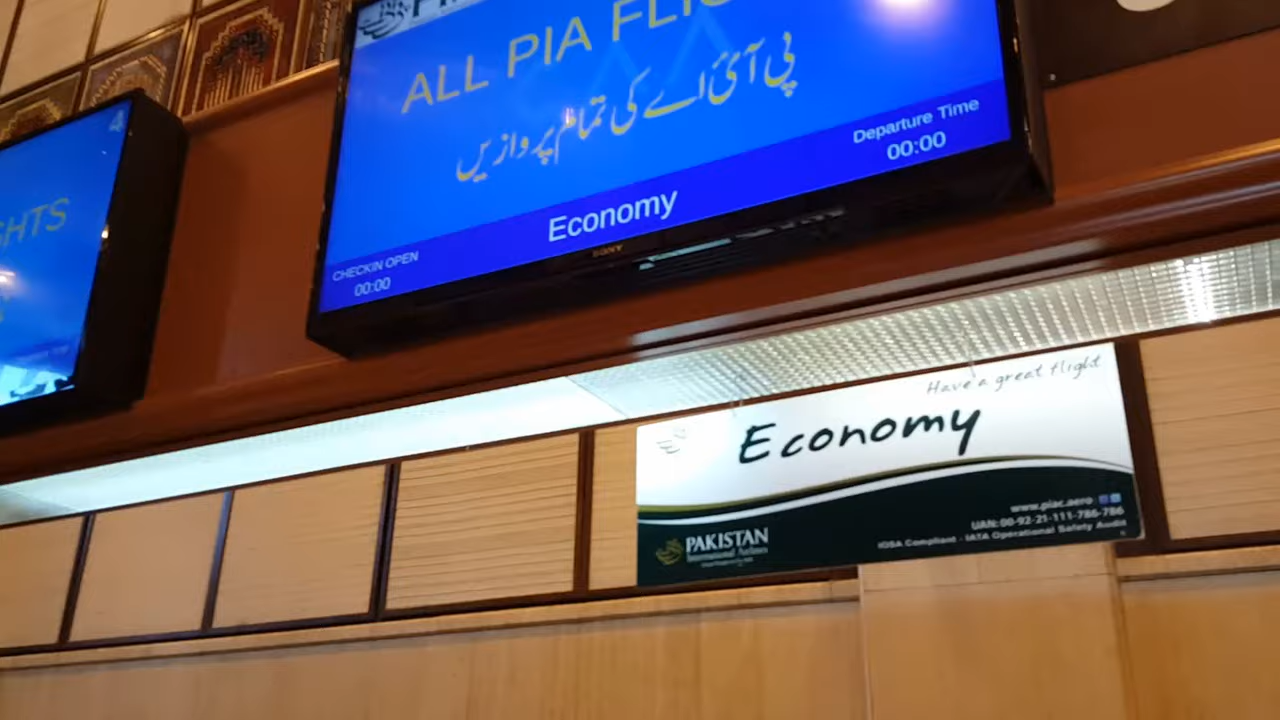 ALL PIA
پی آئی اے کی تمام پروازیں
Departure Time
00:00
Economy
CHECKIN OPEN
00:00
SONY
GHTS
Have a great flight
Economy
www.piac.aero
UAN: 00-92-21-111-786-786
IOSA Compliant - IATA Operational Safety Audit
PAKISTAN
International Airlines